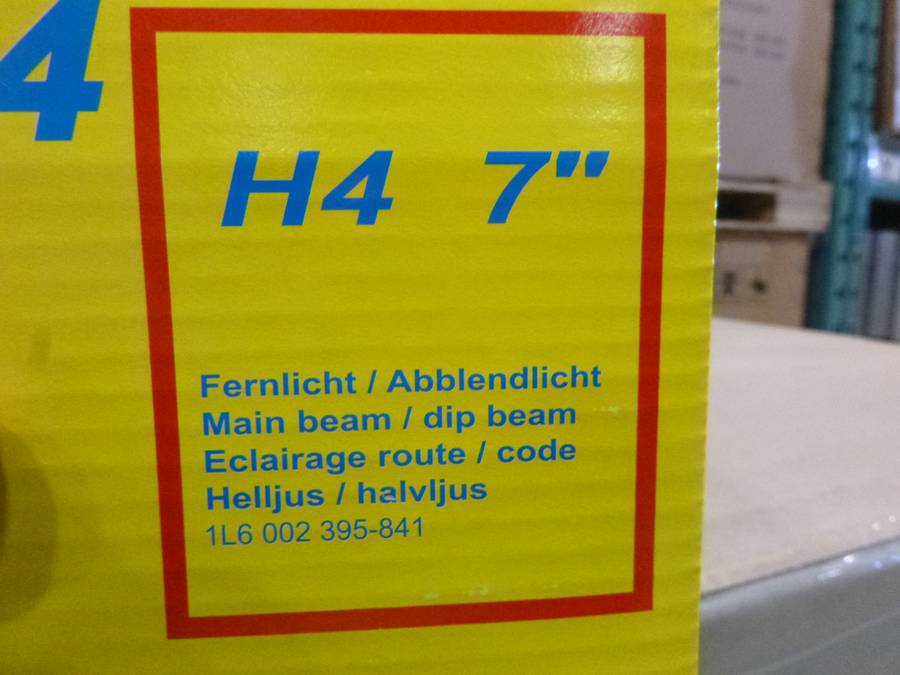 4
H4 7"
Fernlicht / Abblendlicht
Main beam / dip beam
Eclairage route / code
Helljus / halvljus
1L6 002 395-841